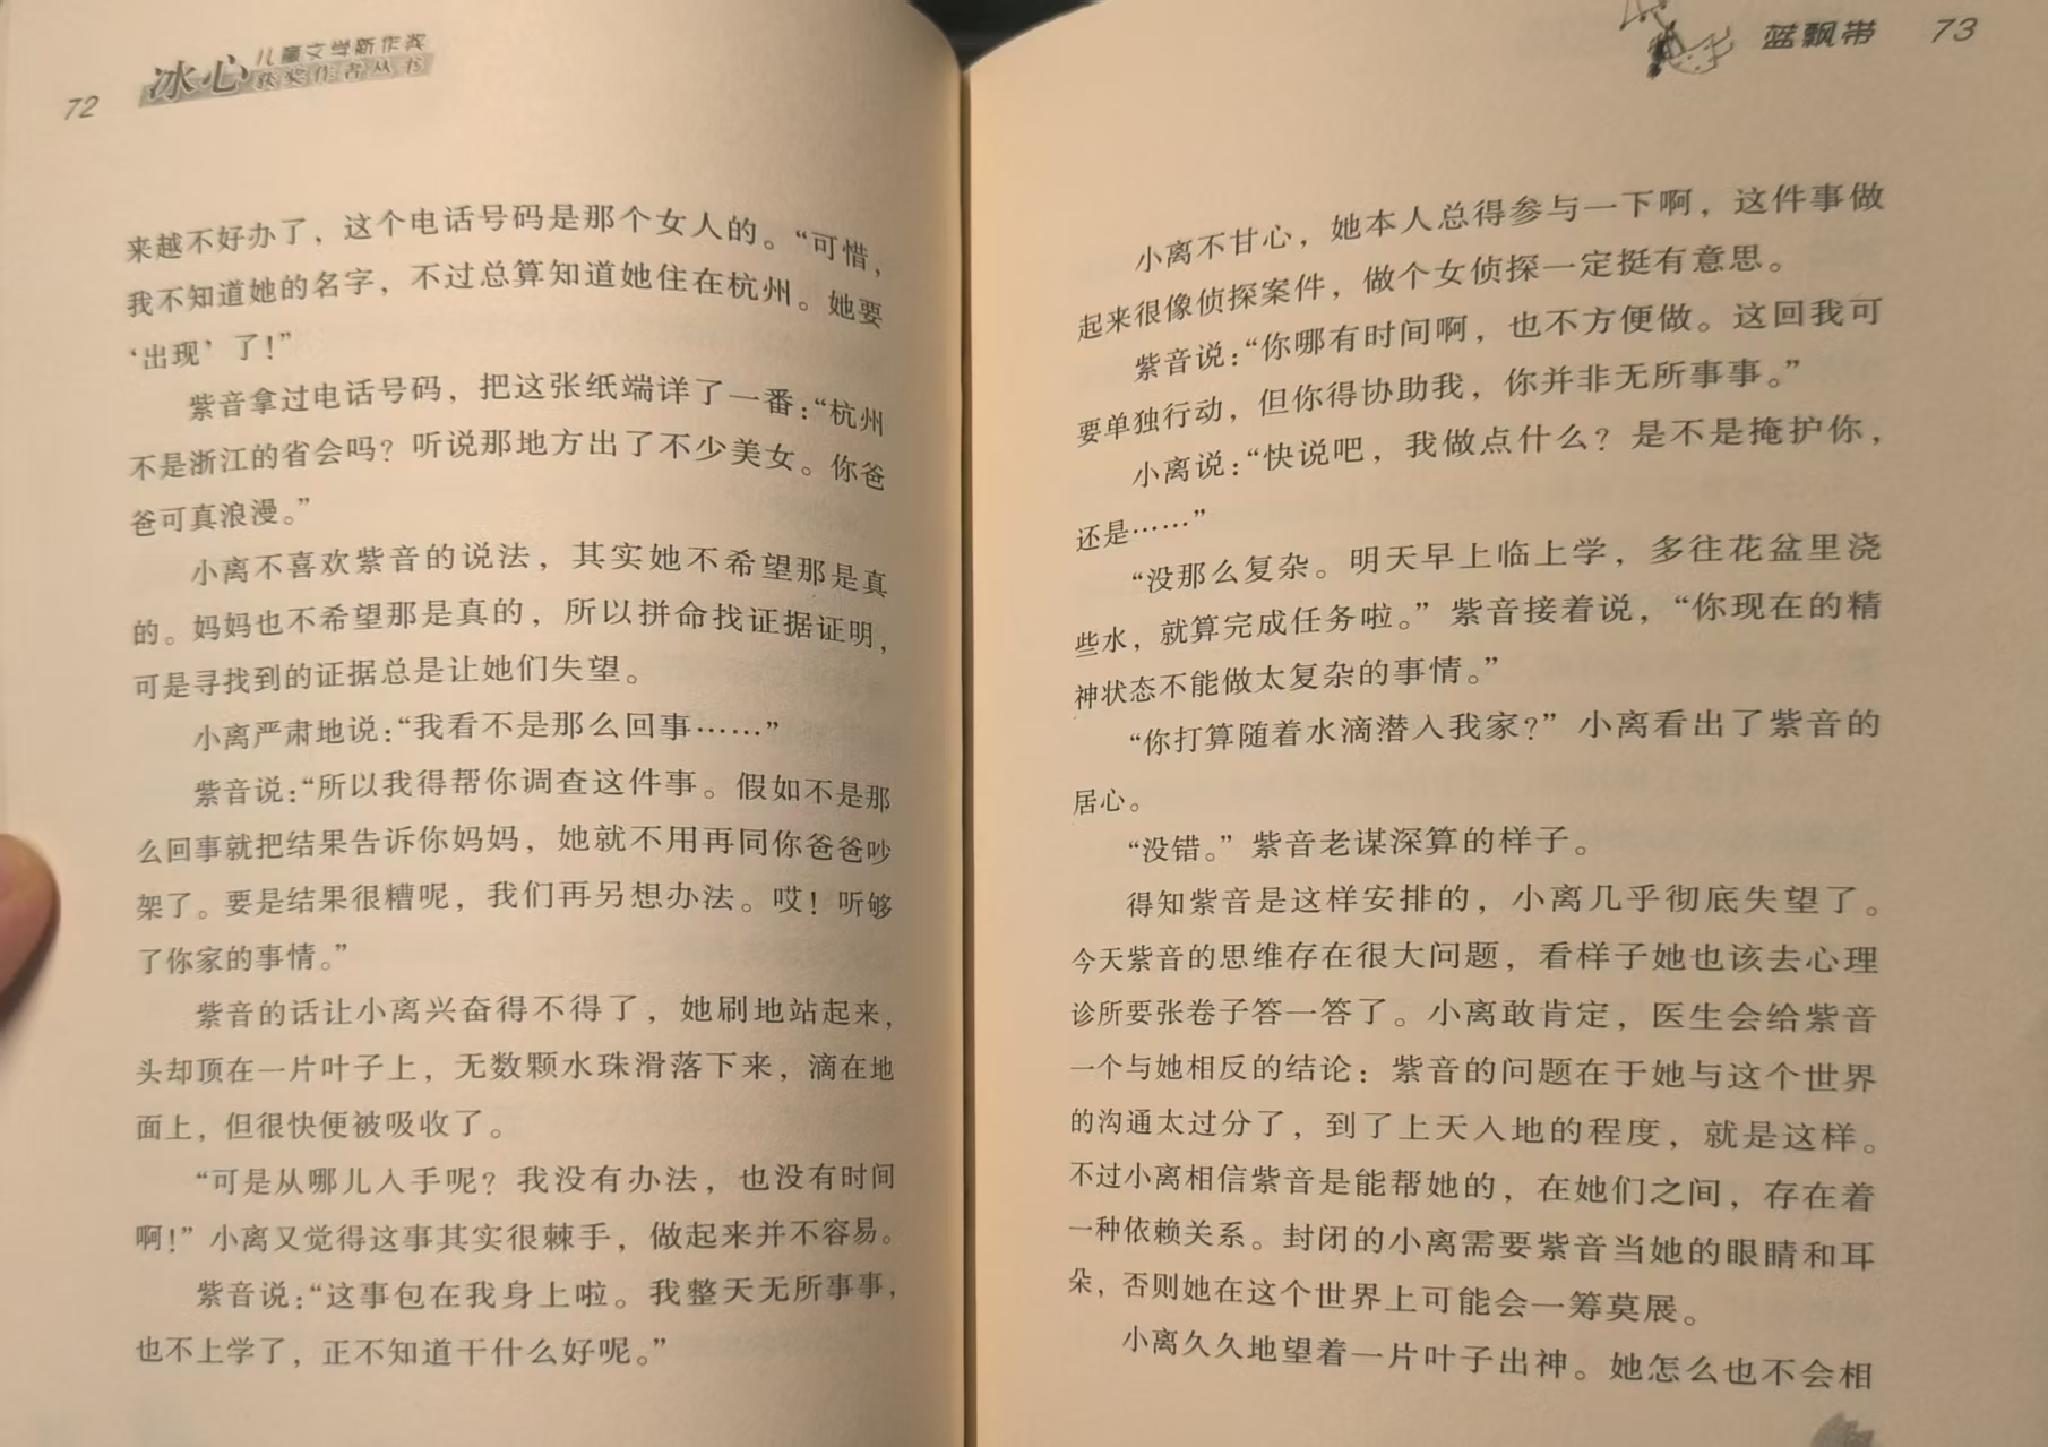 72
冰心 儿童文学新作奖
获奖作者丛书
来越不好办了，这个电话号码是那个女人的。“可惜，
我不知道她的名字，不过总算知道她住在杭州。她要
‘出现’了！”
紫音拿过电话号码，把这张纸端详了一番：“杭州
不是浙江的省会吗？听说那地方出了不少美女。你爸
爸可真浪漫。”
小离不喜欢紫音的说法，其实她不希望那是真
的。妈妈也不希望那是真的，所以拼命找证据证明，
可是寻找到的证据总是让她们失望。
小离严肃地说：“我看不是那么回事……”
紫音说：“所以我得帮你调查这件事。假如不是那
么回事就把结果告诉你妈妈，她就不用再同你爸爸吵
架了。要是结果很糟呢，我们再另想办法。哎！听够
了你家的事情。”
紫音的话让小离兴奋得不得了，她刷地站起来，
头却顶在一片叶子上，无数颗水珠滑落下来，滴在地
面上，但很快便被吸收了。
“可是从哪儿入手呢？我没有办法，也没有时间
啊！”小离又觉得这事其实很棘手，做起来并不容易。
紫音说：“这事包在我身上啦。我整天无所事事，
也不上学了，正不知道干什么好呢。”
蓝飘带 73
小离不甘心，她本人总得参与一下啊，这件事做
起来很像侦探案件，做个女侦探一定挺有意思。
紫音说：“你哪有时间啊，也不方便做。这回我可
要单独行动，但你得协助我，你并非无所事事。”
小离说：“快说吧，我做点什么？是不是掩护你，
还是……”
“没那么复杂。明天早上临上学，多往花盆里浇
些水，就算完成任务啦。”紫音接着说，“你现在的精
神状态不能做太复杂的事情。”
“你打算随着水滴潜入我家？”小离看出了紫音的
居心。
“没错。”紫音老谋深算的样子。
得知紫音是这样安排的，小离几乎彻底失望了。
今天紫音的思维存在很大问题，看样子她也该去心理
诊所要张卷子答一答了。小离敢肯定，医生会给紫音
一个与她相反的结论：紫音的问题在于她与这个世界
的沟通太过分了，到了上天入地的程度，就是这样。
不过小离相信紫音是能帮她的，在她们之间，存在着
一种依赖关系。封闭的小离需要紫音当她的眼睛和耳
朵，否则她在这个世界上可能会一筹莫展。
小离久久地望着一片叶子出神。她怎么也不会相